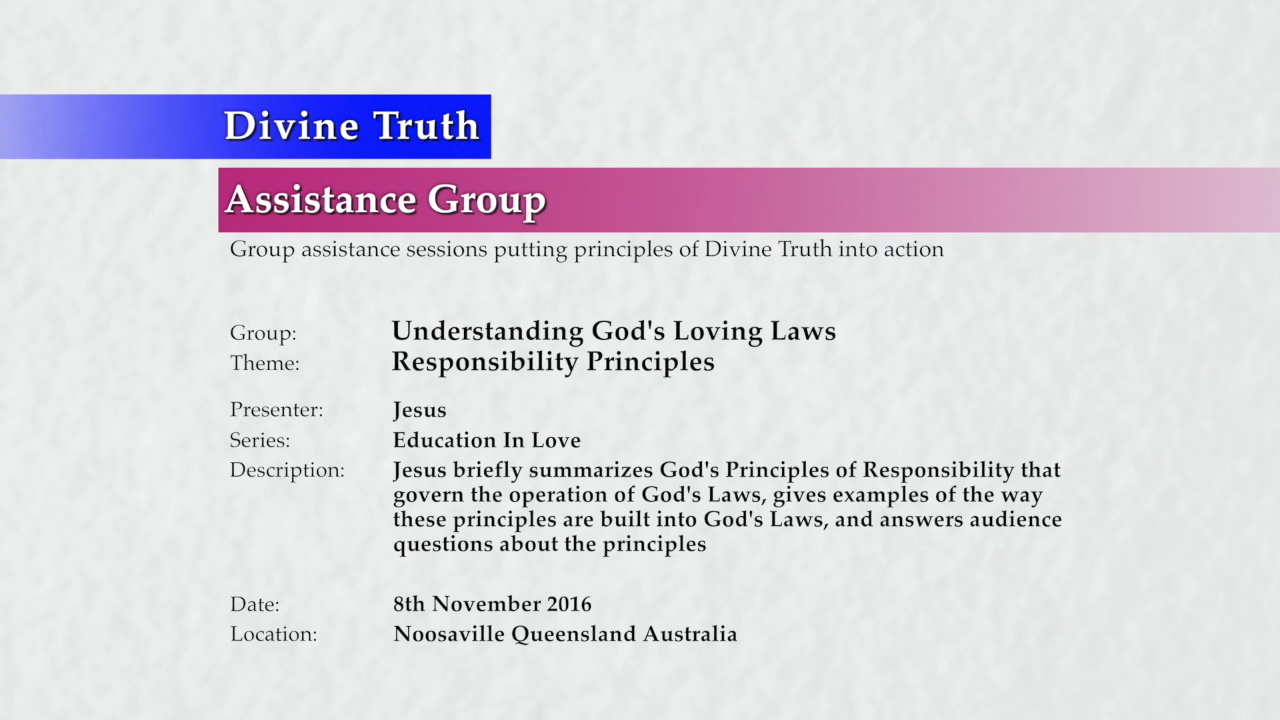 Divine Truth
Assistance Group
Group assistance sessions putting principles of Divine Truth into action
Group: Understanding God's Loving Laws
Theme: Responsibility Principles
Presenter: Jesus
Series: Education In Love
Description: Jesus briefly summarizes God's Principles of Responsibility that
govern the operation of God's Laws, gives examples of the way
these principles are built into God's Laws, and answers audience
questions about the principles
Date: 8th November 2016
Location: Noosaville Queensland Australia